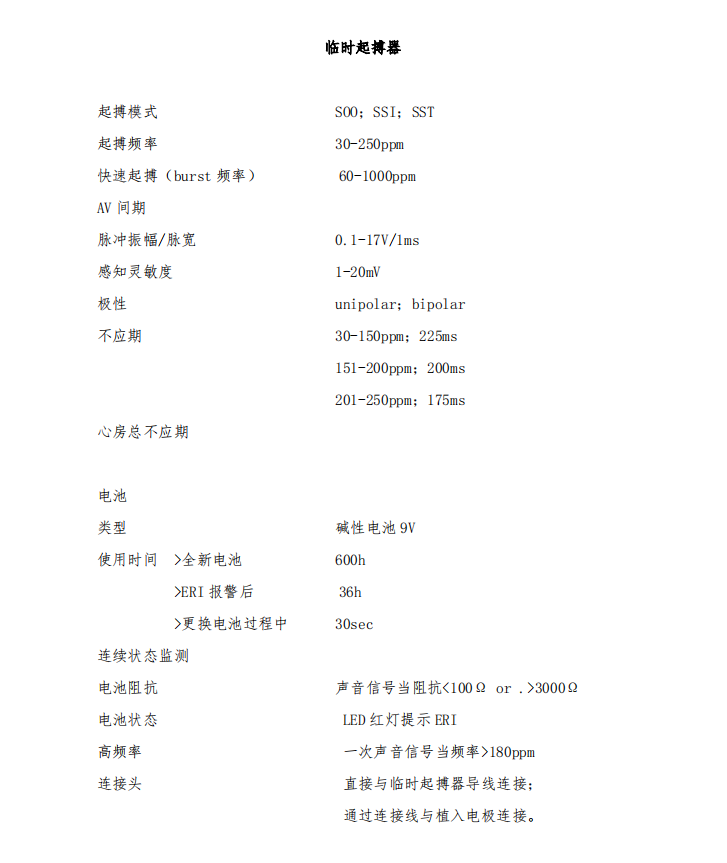 临时起搏器
起搏模式 SOO；SSI；SST
起搏频率 30-250ppm
快速起搏（burst 频率） 60-1000ppm
AV 间期
脉冲振幅/脉宽 0.1-17V/1ms
感知灵敏度 1-20mV
极性 unipolar；bipolar
不应期 30-150ppm；225ms
151-200ppm；200ms
201-250ppm；175ms
心房总不应期
电池
类型 碱性电池 9V
使用时间 >全新电池 600h
>ERI 报警后 36h
>更换电池过程中 30sec
连续状态监测
电池阻抗 声音信号当阻抗<100Ω or .>3000Ω
电池状态 LED 红灯提示 ERI
高频率 一次声音信号当频率>180ppm
连接头 直接与临时起搏器导线连接；
通过连接线与植入电极连接。